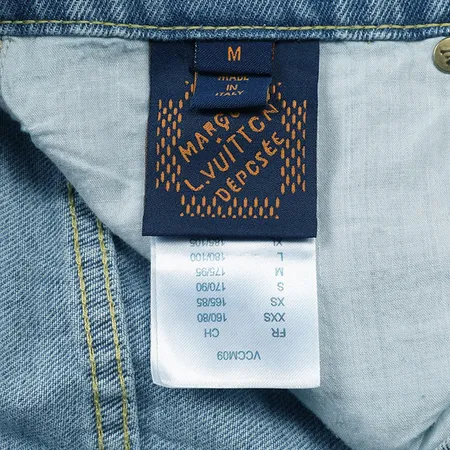 M
MADE
IN
ITALY
MARQUE
L.VUITTON
DÉPOSÉE
VCCM09
FR CH
XXS 160/80
XS 165/85
S 170/90
M 175/95
L 180/100
XL 185/105